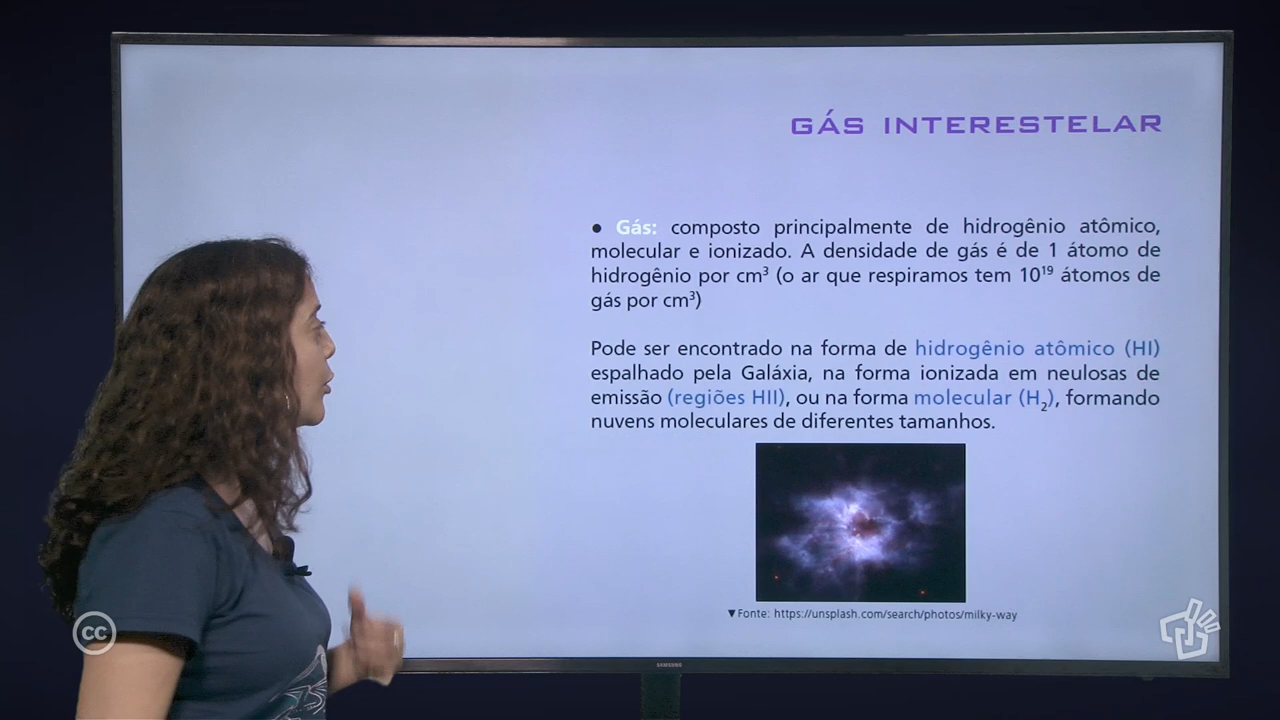 GÁS INTERESTELAR
● Gás: composto principalmente de hidrogênio atômico,
molecular e ionizado. A densidade de gás é de 1 átomo de
hidrogênio por cm³ (o ar que respiramos tem 10¹⁹ átomos de
gás por cm³)
Pode ser encontrado na forma de hidrogênio atômico (HI)
espalhado pela Galáxia, na forma ionizada em neulosas de
emissão (regiões HII), ou na forma molecular (H₂), formando
nuvens moleculares de diferentes tamanhos.
▼Fonte: https://unsplash.com/search/photos/milky-way
SAMSUNG
cc